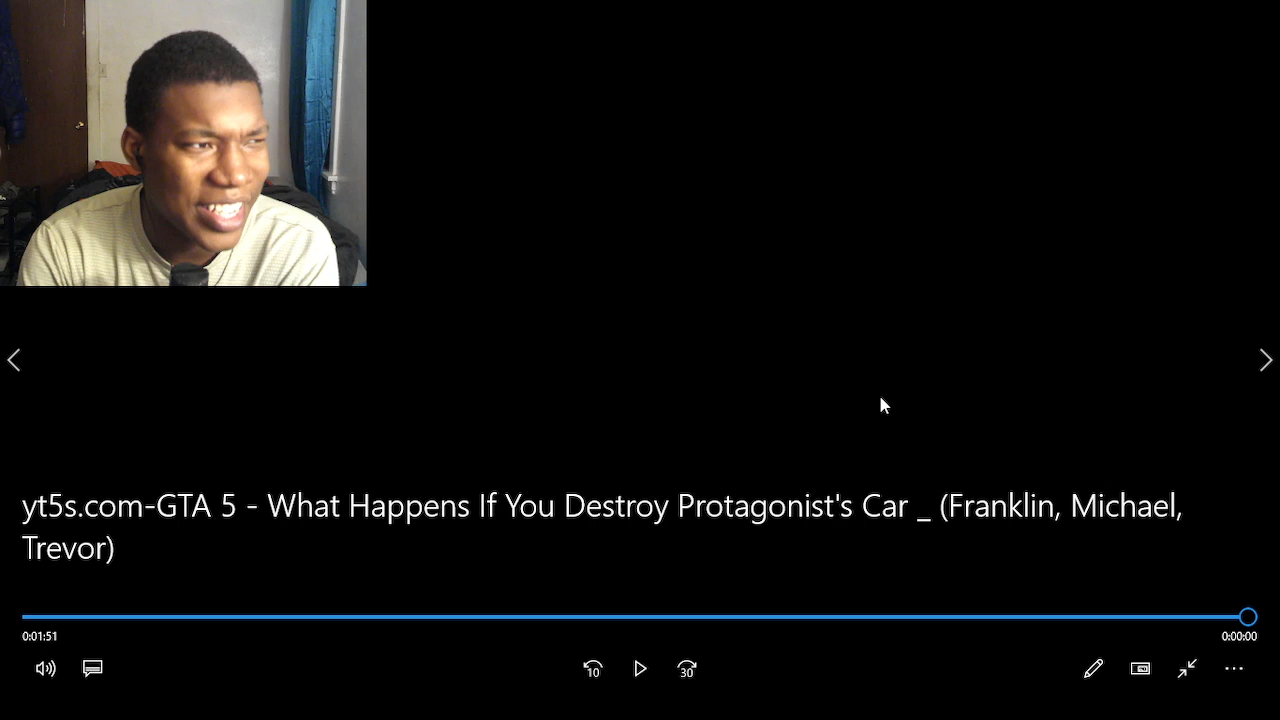 yt5s.com-GTA 5 - What Happens If You Destroy Protagonist's Car _ (Franklin, Michael,
Trevor)
0:01:51
0:00:00
10
30